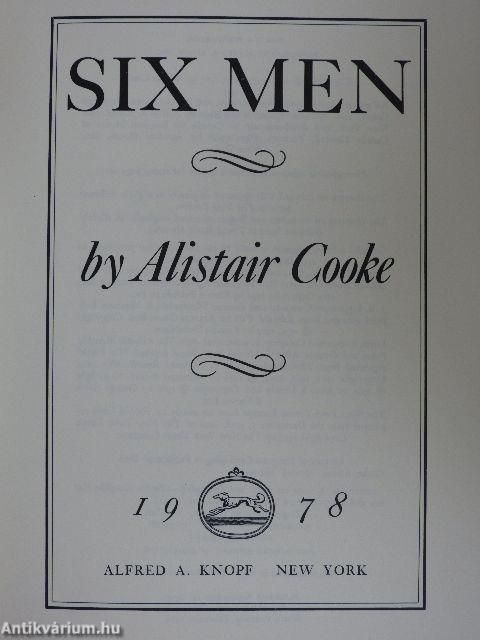 SIX MEN
by Alistair Cooke
19 78
ALFRED A. KNOPF NEW YORK
Antikvárium.hu